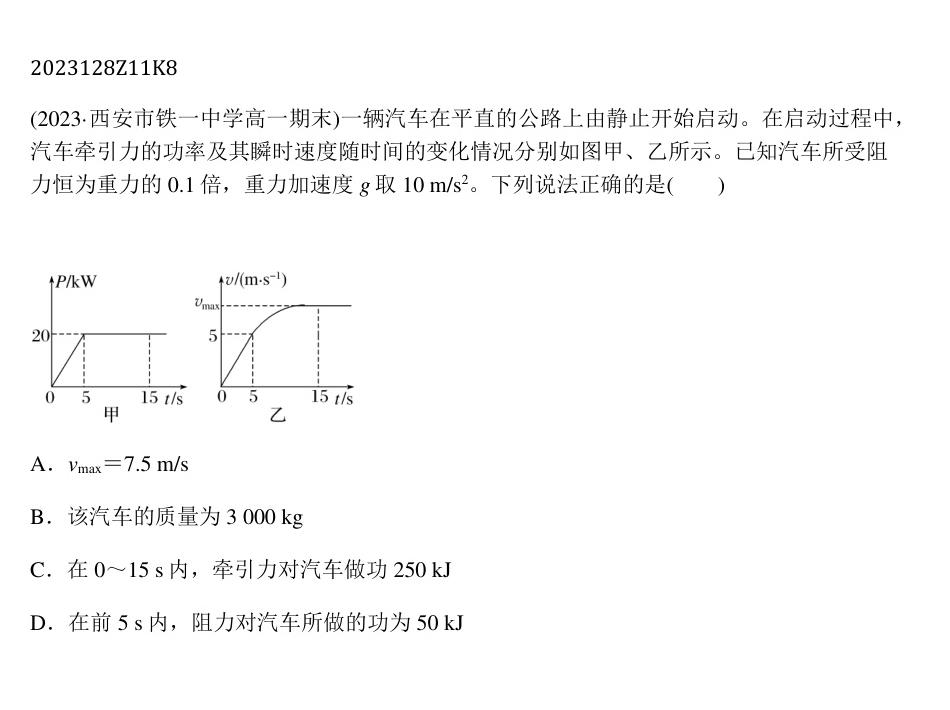 2023128Z11K8
(2023·西安市铁一中学高一期末)一辆汽车在平直的公路上由静止开始启动。在启动过程中，
汽车牵引力的功率及其瞬时速度随时间的变化情况分别如图甲、乙所示。已知汽车所受阻
力恒为重力的 0.1 倍，重力加速度 g 取 10 m/s²。下列说法正确的是(　　)
P/kW
20
0 5 15 t/s
甲
v/(m·s⁻¹)
vmax
5
0 5 15 t/s
乙
A．vmax＝7.5 m/s
B．该汽车的质量为 3 000 kg
C．在 0～15 s 内，牵引力对汽车做功 250 kJ
D．在前 5 s 内，阻力对汽车所做的功为 50 kJ